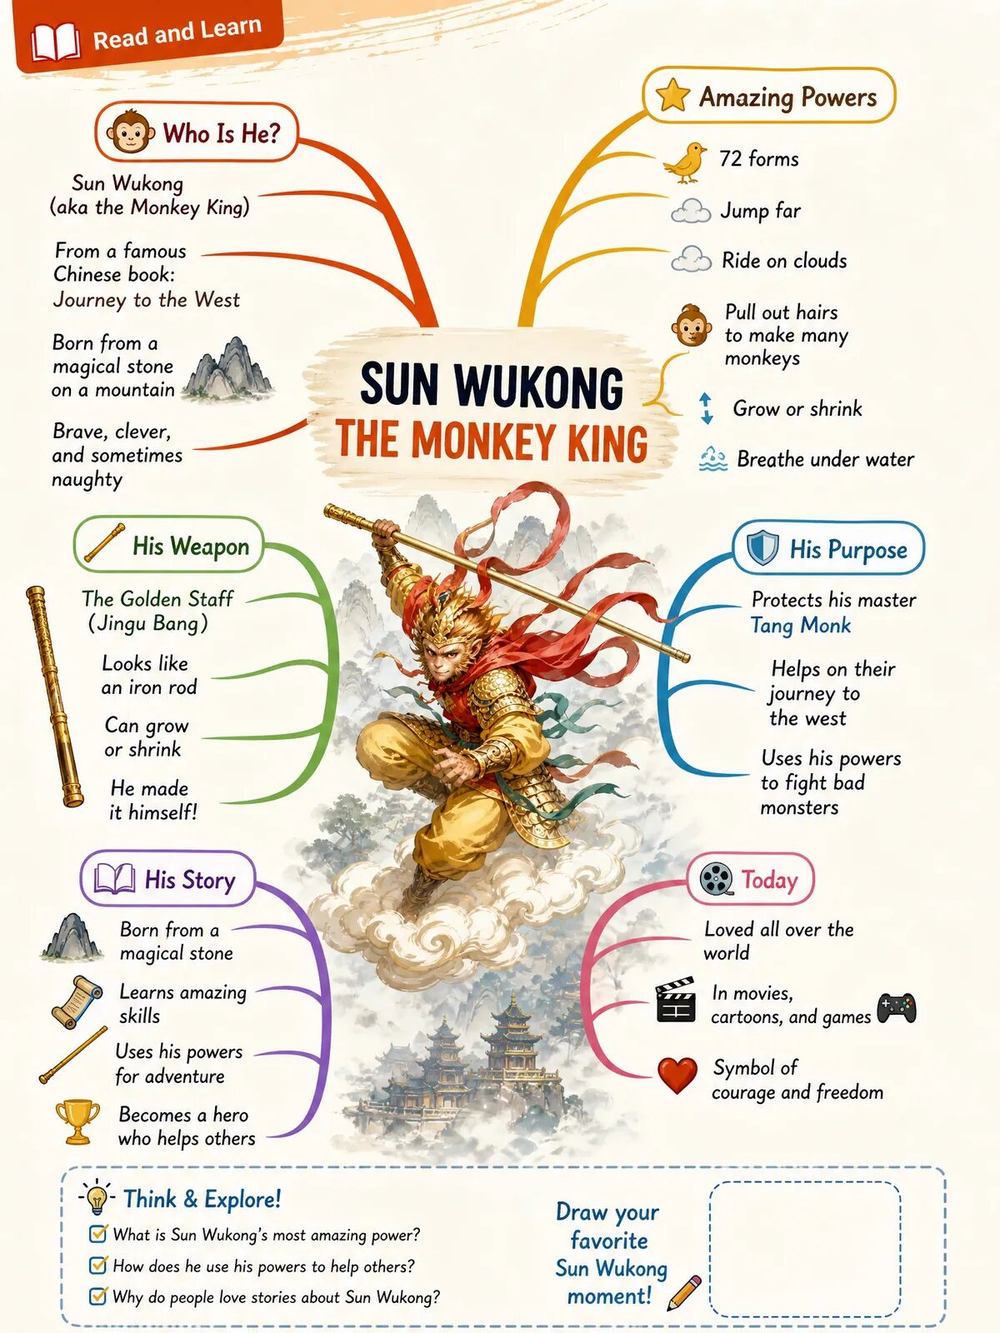 Read and Learn
Who Is He?
Sun Wukong
(aka the Monkey King)
From a famous
Chinese book:
Journey to the West
Born from a
magical stone
on a mountain
Brave, clever,
and sometimes
naughty
Amazing Powers
72 forms
Jump far
Ride on clouds
Pull out hairs
to make many
monkeys
Grow or shrink
Breathe under water
SUN WUKONG
THE MONKEY KING
His Weapon
The Golden Staff
(Jingu Bang)
Looks like
an iron rod
Can grow
or shrink
He made
it himself!
His Purpose
Protects his master
Tang Monk
Helps on their
journey to
the west
Uses his powers
to fight bad
monsters
His Story
Born from a
magical stone
Learns amazing
skills
Uses his powers
for adventure
Becomes a hero
who helps others
Today
Loved all over the
world
In movies,
cartoons, and games
Symbol of
courage and freedom
Think & Explore!
What is Sun Wukong's most amazing power?
How does he use his powers to help others?
Why do people love stories about Sun Wukong?
Draw your
favorite
Sun Wukong
moment!